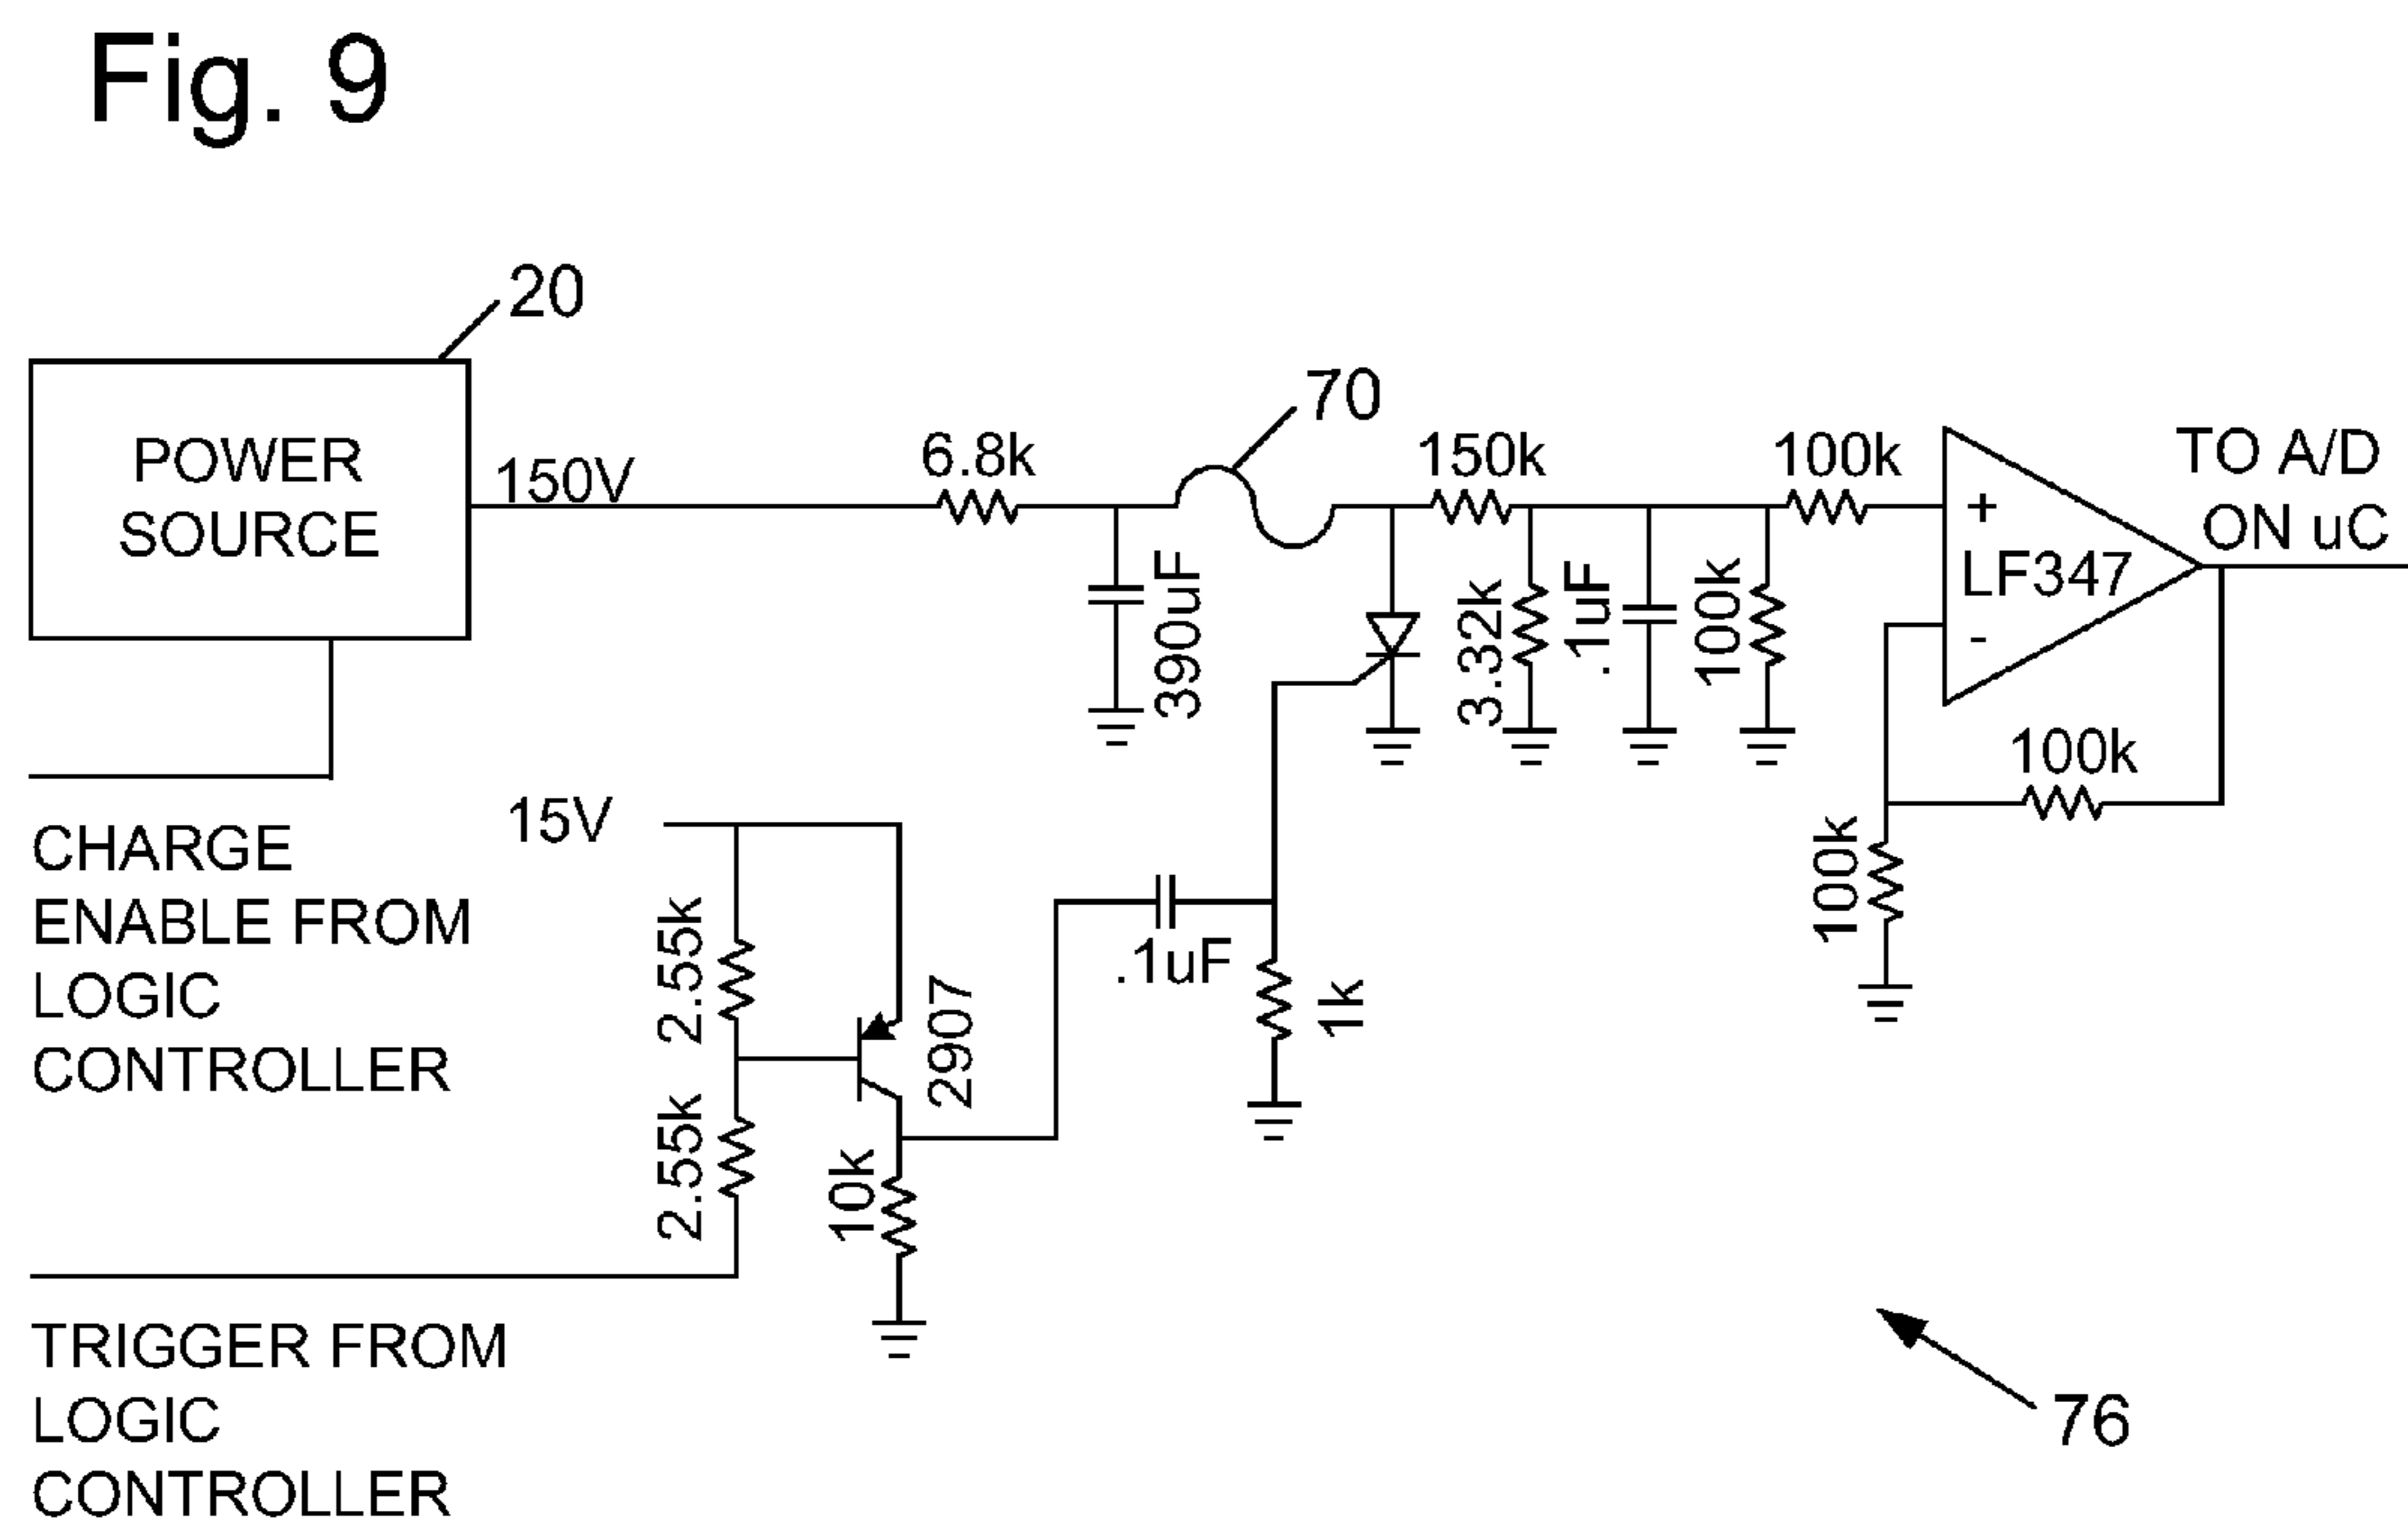 Fig. 9
20
POWER
SOURCE
150V
6.8k
70
150k
100k
TO A/D
ON uC
+
LF347
-
390uF
3.32k
.1uF
100k
100k
100k
CHARGE
ENABLE FROM
LOGIC
CONTROLLER
15V
2.55k
2907
.1uF
1k
2.55k
10k
TRIGGER FROM
LOGIC
CONTROLLER
76